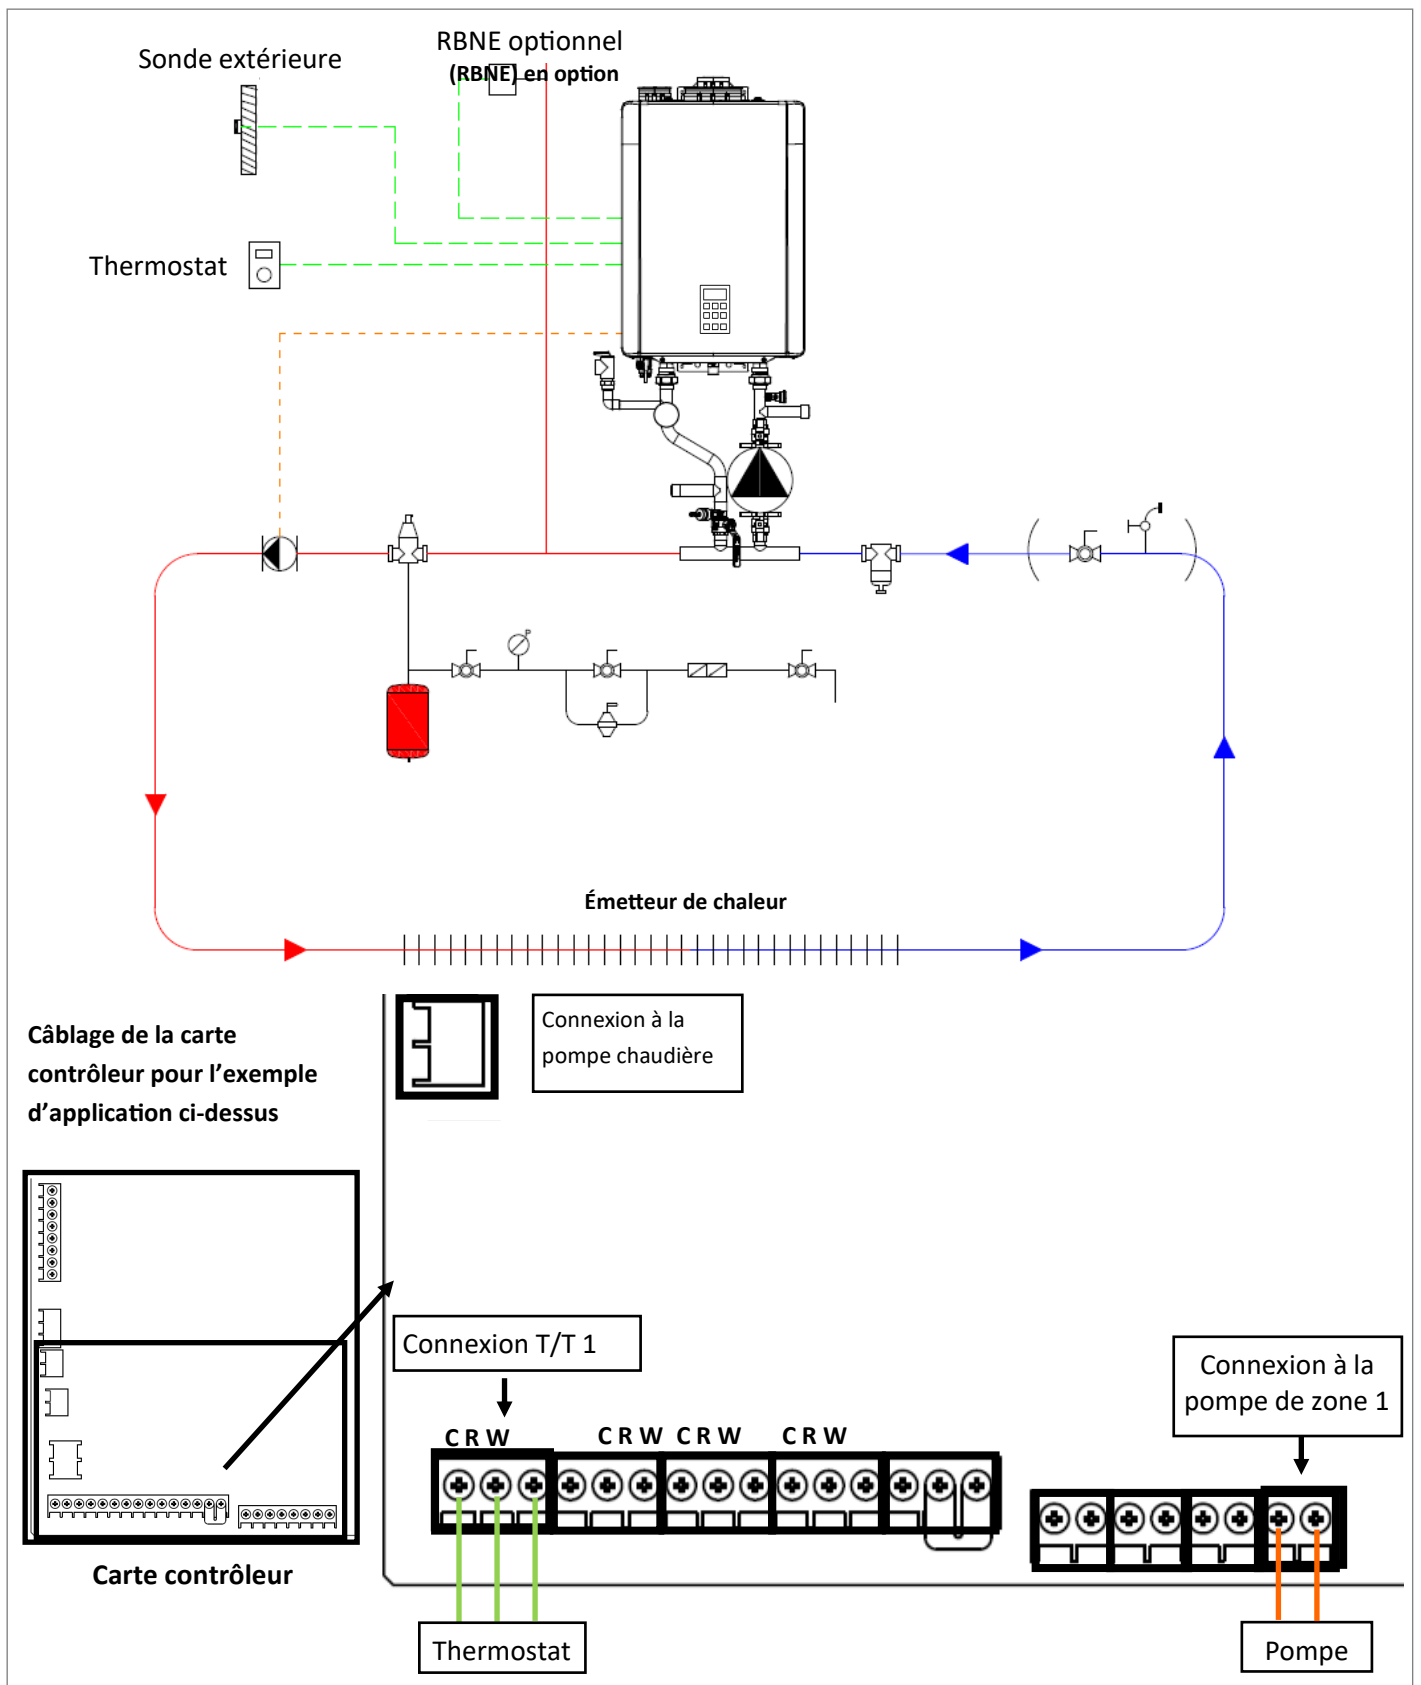 Sonde extérieure
RBNE optionnel
(RBNE) en option
Thermostat
Émetteur de chaleur
Connexion à la
pompe chaudière
Câblage de la carte
contrôleur pour l’exemple
d’application ci-dessus
Connexion T/T 1
Connexion à la
pompe de zone 1
C R W
C R W
C R W
C R W
Carte contrôleur
Thermostat
Pompe